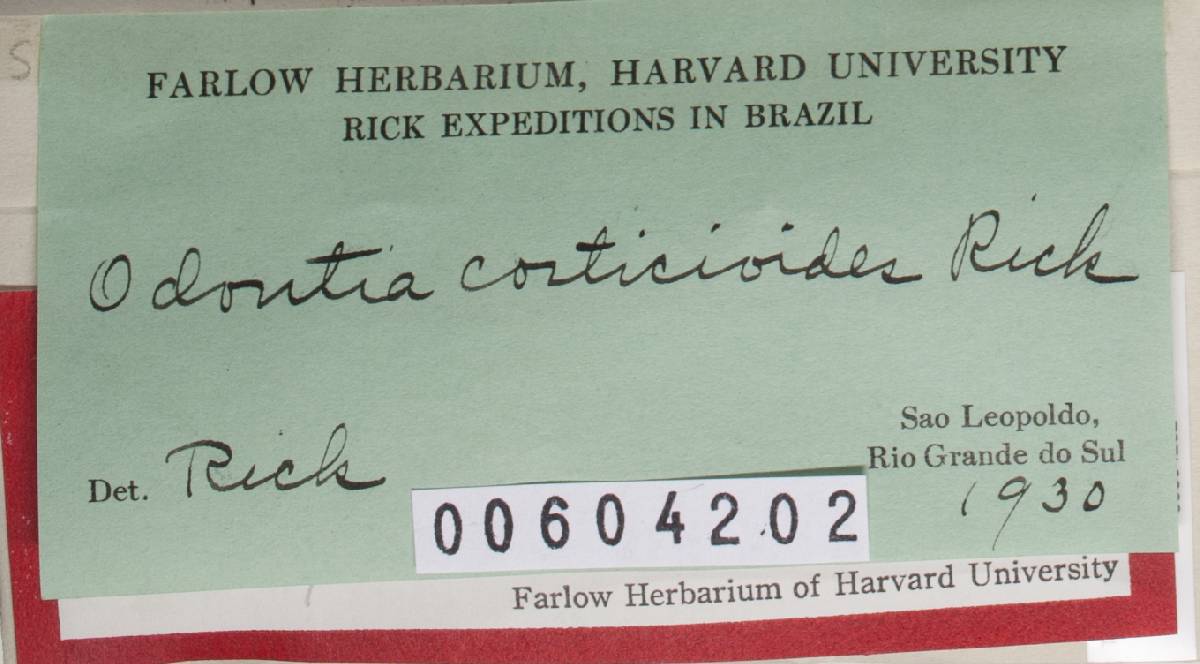 FARLOW HERBARIUM, HARVARD UNIVERSITY
RICK EXPEDITIONS IN BRAZIL
Odontia corticioides Rick
Sao Leopoldo,
Rio Grande do Sul
1930
Det. Rick
00604202
Farlow Herbarium of Harvard University